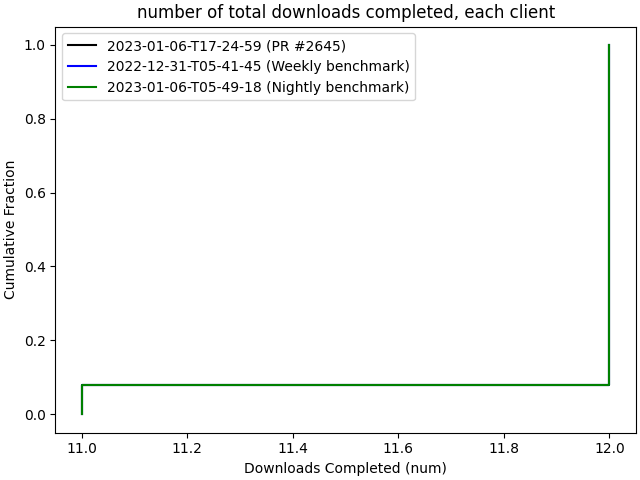 number of total downloads completed, each client
2023-01-06-T17-24-59 (PR #2645)
2022-12-31-T05-41-45 (Weekly benchmark)
2023-01-06-T05-49-18 (Nightly benchmark)
Cumulative Fraction
1.0
0.8
0.6
0.4
0.2
0.0
11.0 11.2 11.4 11.6 11.8 12.0
Downloads Completed (num)